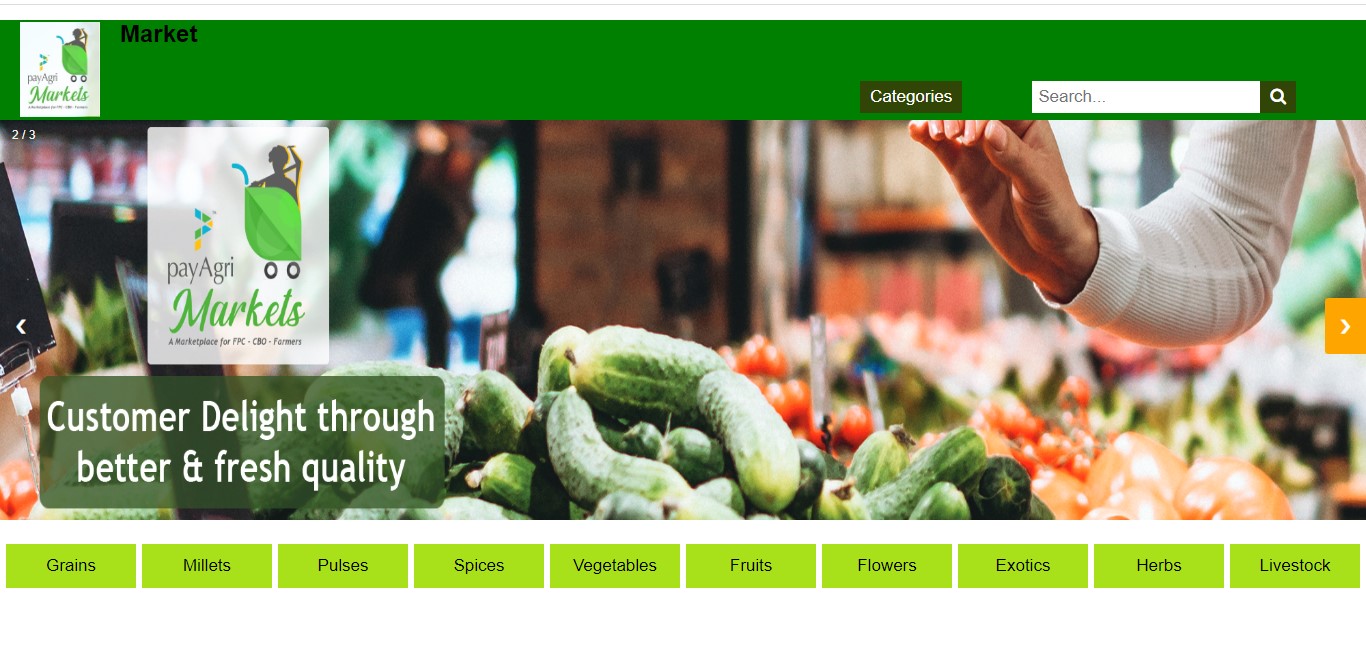 Market
payAgri
Markets
A Marketplace for FPC - CBO - Farmers
Categories
Search...
2 / 3
payAgri
Markets
A Marketplace for FPC - CBO - Farmers
❮
❯
Customer Delight through
better & fresh quality
Grains
Millets
Pulses
Spices
Vegetables
Fruits
Flowers
Exotics
Herbs
Livestock